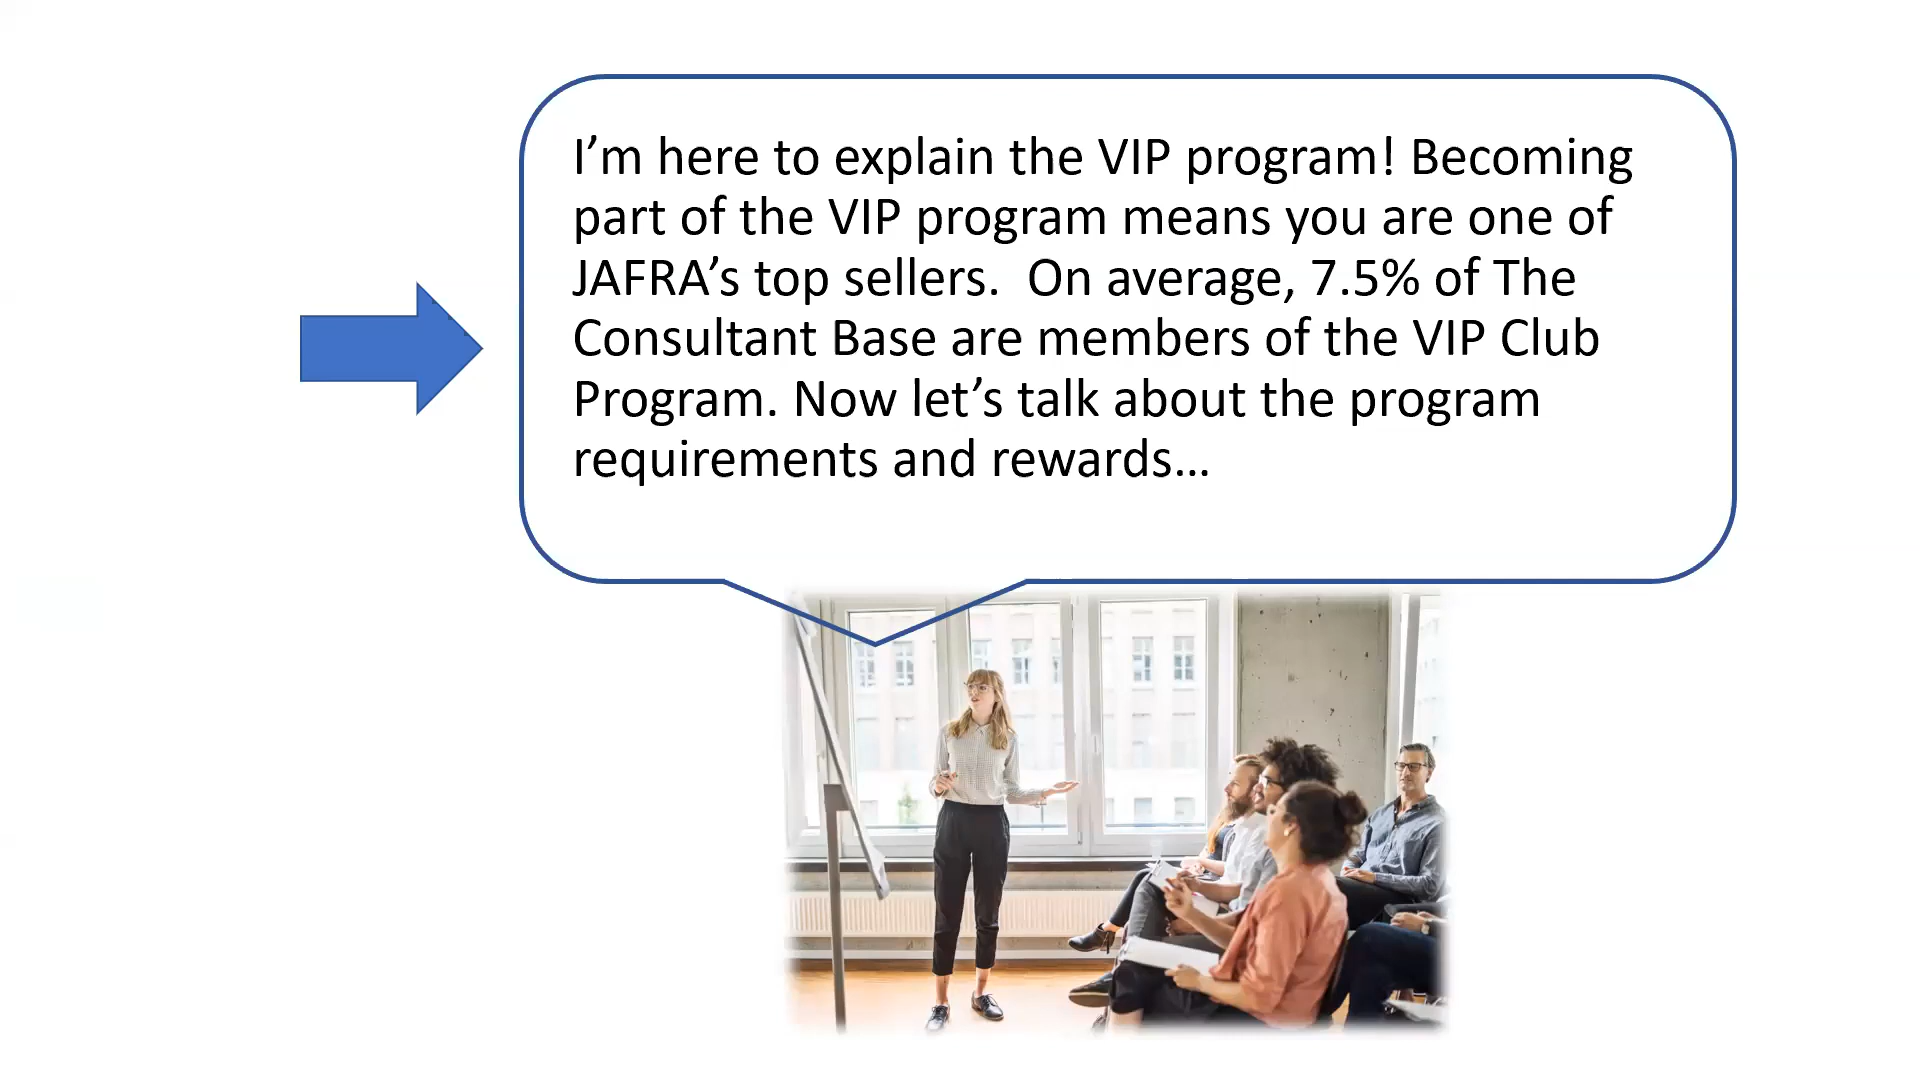 I’m here to explain the VIP program! Becoming
part of the VIP program means you are one of
JAFRA’s top sellers.  On average, 7.5% of The
Consultant Base are members of the VIP Club
Program. Now let’s talk about the program
requirements and rewards…